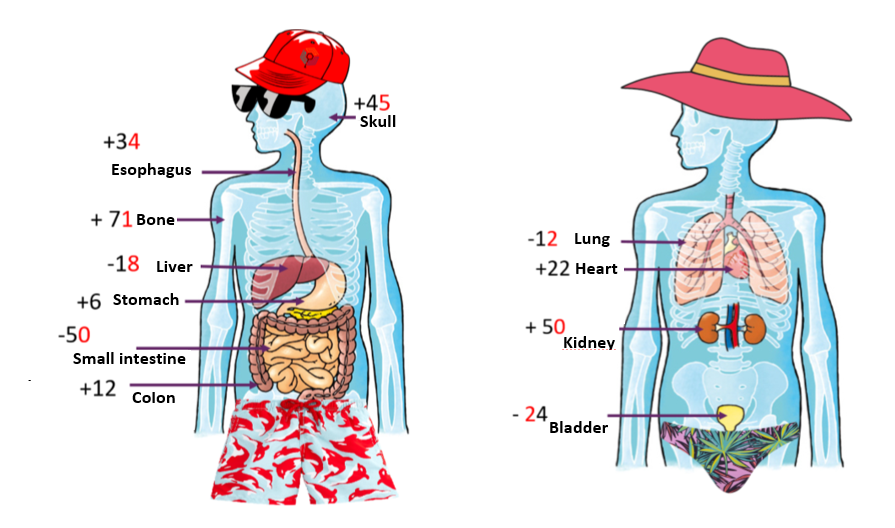 +45
Skull
+34
Esophagus
+ 71 Bone
-18 Liver
+6 Stomach
-50
Small intestine
+12
Colon
-12 Lung
+22 Heart
+ 50
Kidney
- 24
Bladder